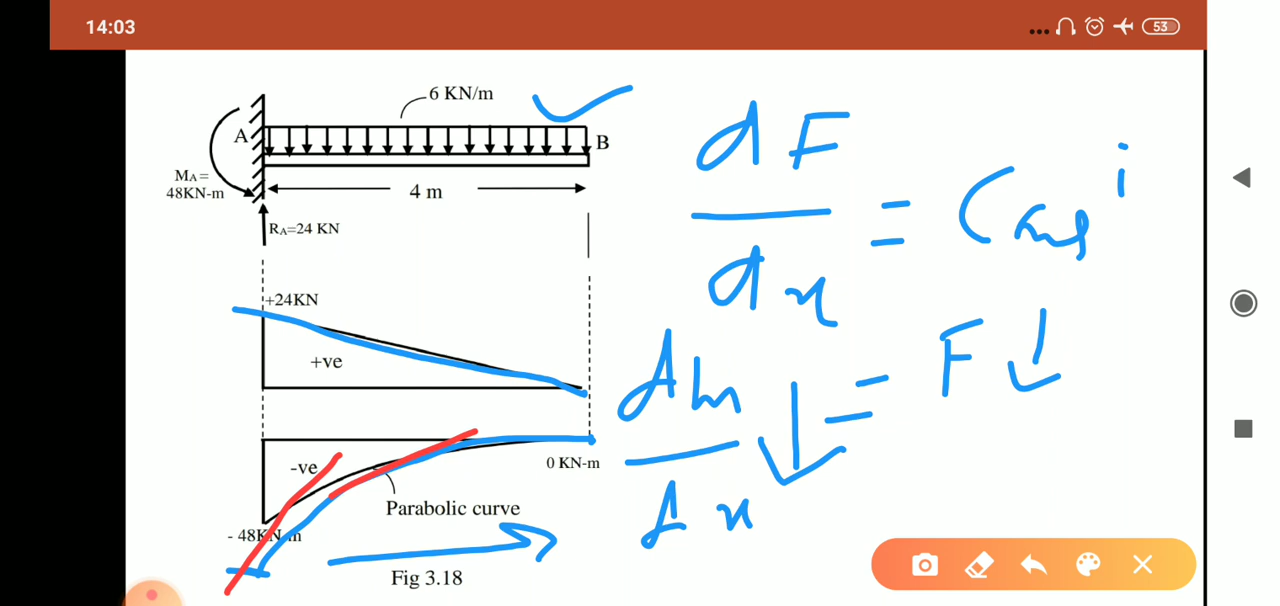 14:03
53
6 KN/m
A
B
MA=
48KN-m
4 m
RA=24 KN
+24KN
+ve
-ve
0 KN-m
Parabolic curve
- 48KN-m
Fig 3.18
dF
dx
=
i
dm
dx
= F ↓